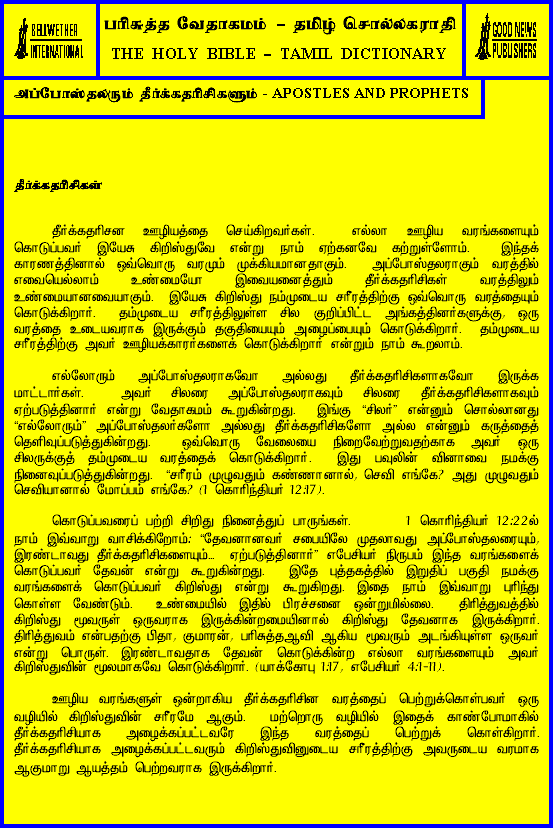 BELLWETHER
INTERNATIONAL
பரிசுத்த வேதாகமம் – தமிழ் சொல்லகராதி
THE HOLY BIBLE – TAMIL DICTIONARY
GOOD NEWS
PUBLISHERS
அப்போஸ்தலரும் தீர்க்கதரிசிகளும் - APOSTLES AND PROPHETS
தீர்க்கதரிசிகள்
தீர்க்கதரிசன ஊழியத்தை செய்கிறவர்கள். எல்லா ஊழிய வரங்களையும்
கொடுப்பவர் இயேசு கிறிஸ்துவே என்று நாம் ஏற்கனவே கற்றுள்ளோம். இந்தக்
காரணத்தினால் ஒவ்வொரு வரமும் முக்கியமானதாகும். அப்போஸ்தலராகும் வரத்தில்
எவையெல்லாம் உண்மையோ இவையனைத்தும் தீர்க்கதரிசிகள் வரத்திலும்
உண்மையானவையாகும். இயேசு கிறிஸ்து நம்முடைய சரீரத்திற்கு ஒவ்வொரு வரத்தையும்
கொடுக்கிறார். தம்முடைய சரீரத்திலுள்ள சில குறிப்பிட்ட அங்கத்தினர்களுக்கு, ஒரு
வரத்தை உடையவராக இருக்கும் தகுதியையும் அழைப்பையும் கொடுக்கிறார். தம்முடைய
சரீரத்திற்கு அவர் ஊழியக்காரர்களைக் கொடுக்கிறார் என்றும் நாம் கூறலாம்.
எல்லோரும் அப்போஸ்தலராகவோ அல்லது தீர்க்கதரிசிகளாகவோ இருக்க
மாட்டார்கள். அவர் சிலரை அப்போஸ்தலராகவும் சிலரை தீர்க்கதரிசிகளாகவும்
ஏற்படுத்தினார் என்று வேதாகமம் கூறுகின்றது. இங்கு “சிலர்” என்னும் சொல்லானது
“எல்லோரும்” அப்போஸ்தலர்களோ அல்லது தீர்க்கதரிசிகளோ அல்ல என்னும் கருத்தைத்
தெளிவுப்படுத்துகின்றது. ஒவ்வொரு வேலையை நிறைவேற்றுவதற்காக அவர் ஒரு
சிலருக்குத் தம்முடைய வரத்தைக் கொடுக்கிறார். இது பவுலின் வினாவை நமக்கு
நினைவுப்படுத்துகின்றது. “சரீரம் முழுவதும் கண்ணானால், செவி எங்கே? அது முழுவதும்
செவியானால் மோப்பம் எங்கே? (1 கொரிந்தியர் 12:17).
கொடுப்பவரைப் பற்றி சிறிது நினைத்துப் பாருங்கள். 1 கொரிந்தியர் 12:22ல்
நாம் இவ்வாறு வாசிக்கிறோம்: “தேவனானவர் சபையிலே முதலாவது அப்போஸ்தலரையும்,
இரண்டாவது தீர்க்கதரிசிகளையும்... ஏற்படுத்தினார்” எபேசியர் நிருபம் இந்த வரங்களைக்
கொடுப்பவர் தேவன் என்று கூறுகின்றது. இதே புத்தகத்தில் இறுதிப் பகுதி நமக்கு
வரங்களைக் கொடுப்பவர் கிறிஸ்து என்று கூறுகிறது. இதை நாம் இவ்வாறு புரிந்து
கொள்ள வேண்டும். உண்மையில் இதில் பிரச்சனை ஒன்றுமில்லை. திரித்துவத்தில்
கிறிஸ்து மூவருள் ஒருவராக இருக்கின்றமையினால் கிறிஸ்து தேவனாக இருக்கிறார்.
திரித்துவம் என்பதற்கு பிதா, குமாரன், பரிசுத்தஆவி ஆகிய மூவரும் அடங்கியுள்ள ஒருவர்
என்று பொருள். இரண்டாவதாக தேவன் கொடுக்கின்ற எல்லா வரங்களையும் அவர்
கிறிஸ்துவின் மூலமாகவே கொடுக்கிறார். (யாக்கோபு 1:17, எபேசியர் 4:1-11).
ஊழிய வரங்களுள் ஒன்றாகிய தீர்க்கதரிசின வரத்தைப் பெற்றுக்கொள்பவர் ஒரு
வழியில் கிறிஸ்துவின் சரீரமே ஆகும். மற்றொரு வழியில் இதைக் காண்போமாகில்
தீர்க்கதரிசியாக அழைக்கப்பட்டவரே இந்த வரத்தைப் பெற்றுக் கொள்கிறார்.
தீர்க்கதரிசியாக அழைக்கப்பட்டவரும் கிறிஸ்துவினுடைய சரீரத்திற்கு அவருடைய வரமாக
ஆகுமாறு ஆயத்தம் பெற்றவராக இருக்கிறார்.